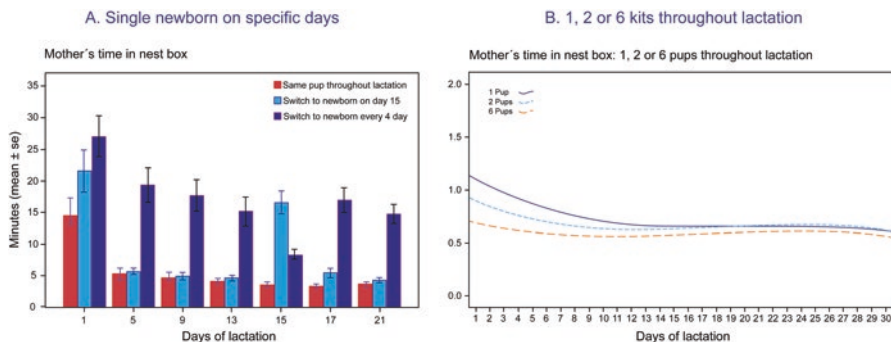 A. Single newborn on specific days
Mother´s time in nest box
Minutes (mean ± se)
35
30
25
20
15
10
5
0
Same pup throughout lactation
Switch to newborn on day 15
Switch to newborn every 4 day
1 5 9 13 15 17 21
Days of lactation
B. 1, 2 or 6 kits throughout lactation
Mother´s time in nest box: 1, 2 or 6 pups throughout lactation
2.0
1.5
1.0
0.5
0.0
1 Pup
2 Pups
6 Pups
1 2 3 4 5 6 7 8 9 10 11 12 13 14 15 16 17 18 19 20 21 22 23 24 25 26 27 28 29 30
Days of lactation